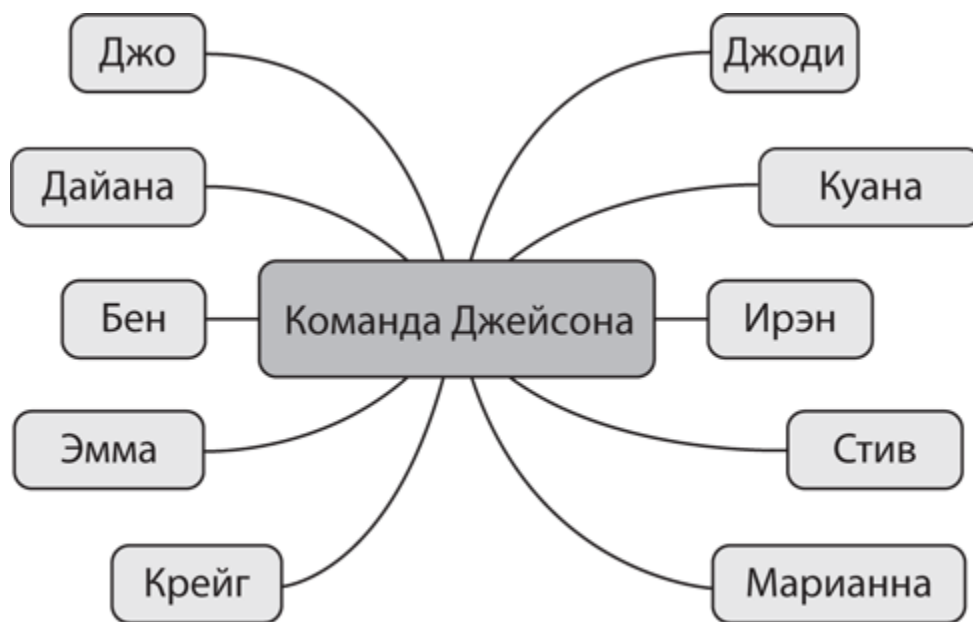 Джо
Джоди
Дайана
Куана
Бен
Команда Джейсона
Ирэн
Эмма
Стив
Крейг
Марианна